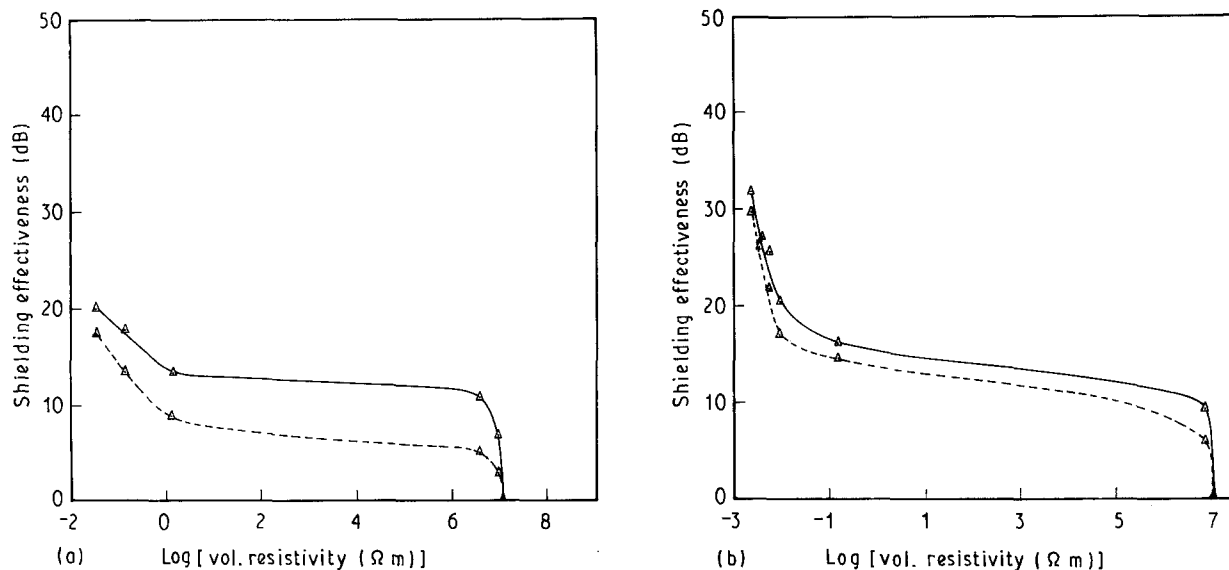 50
40
30
20
10
0
Shielding effectiveness (dB)
-2 0 2 4 6 8
(a) Log [vol. resistivity (Ω m)]
50
40
30
20
10
0
Shielding effectiveness (dB)
-3 -1 1 3 5 7
(b) Log [vol. resistivity (Ω m)]